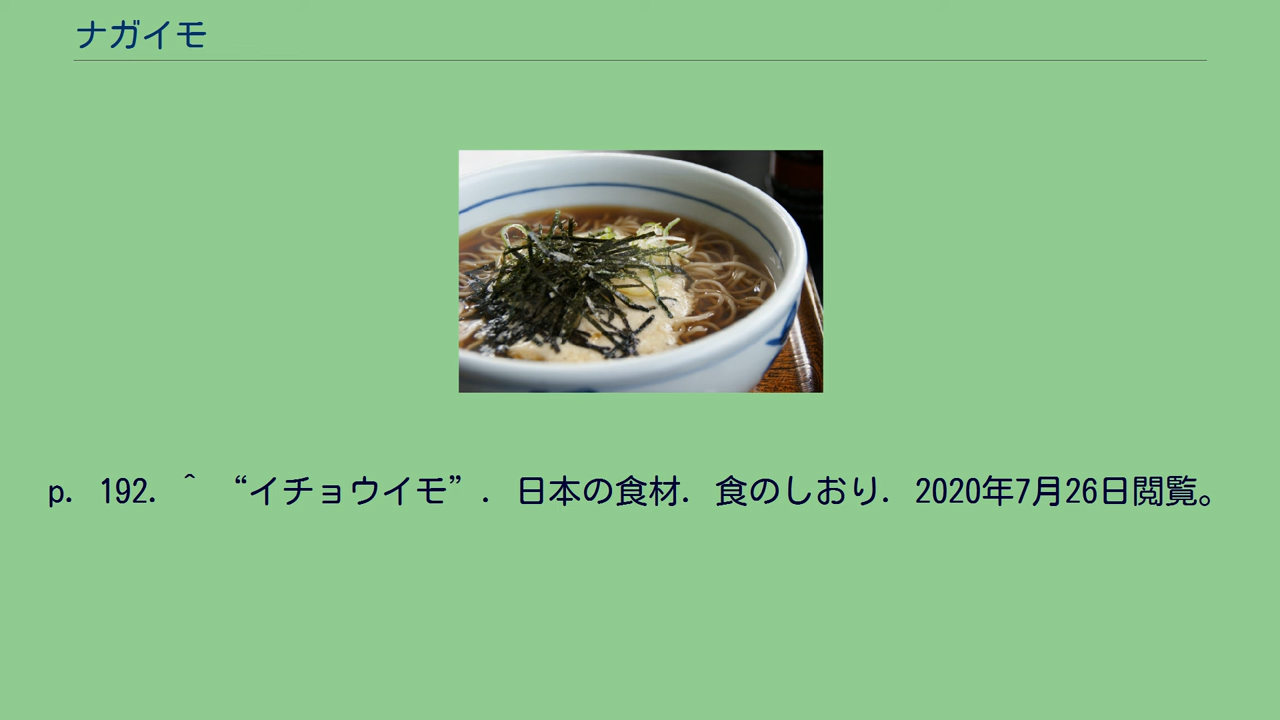 ナガイモ
p. 192. ^ “イチョウイモ”. 日本の食材. 食のしおり. 2020年7月26日閲覧。